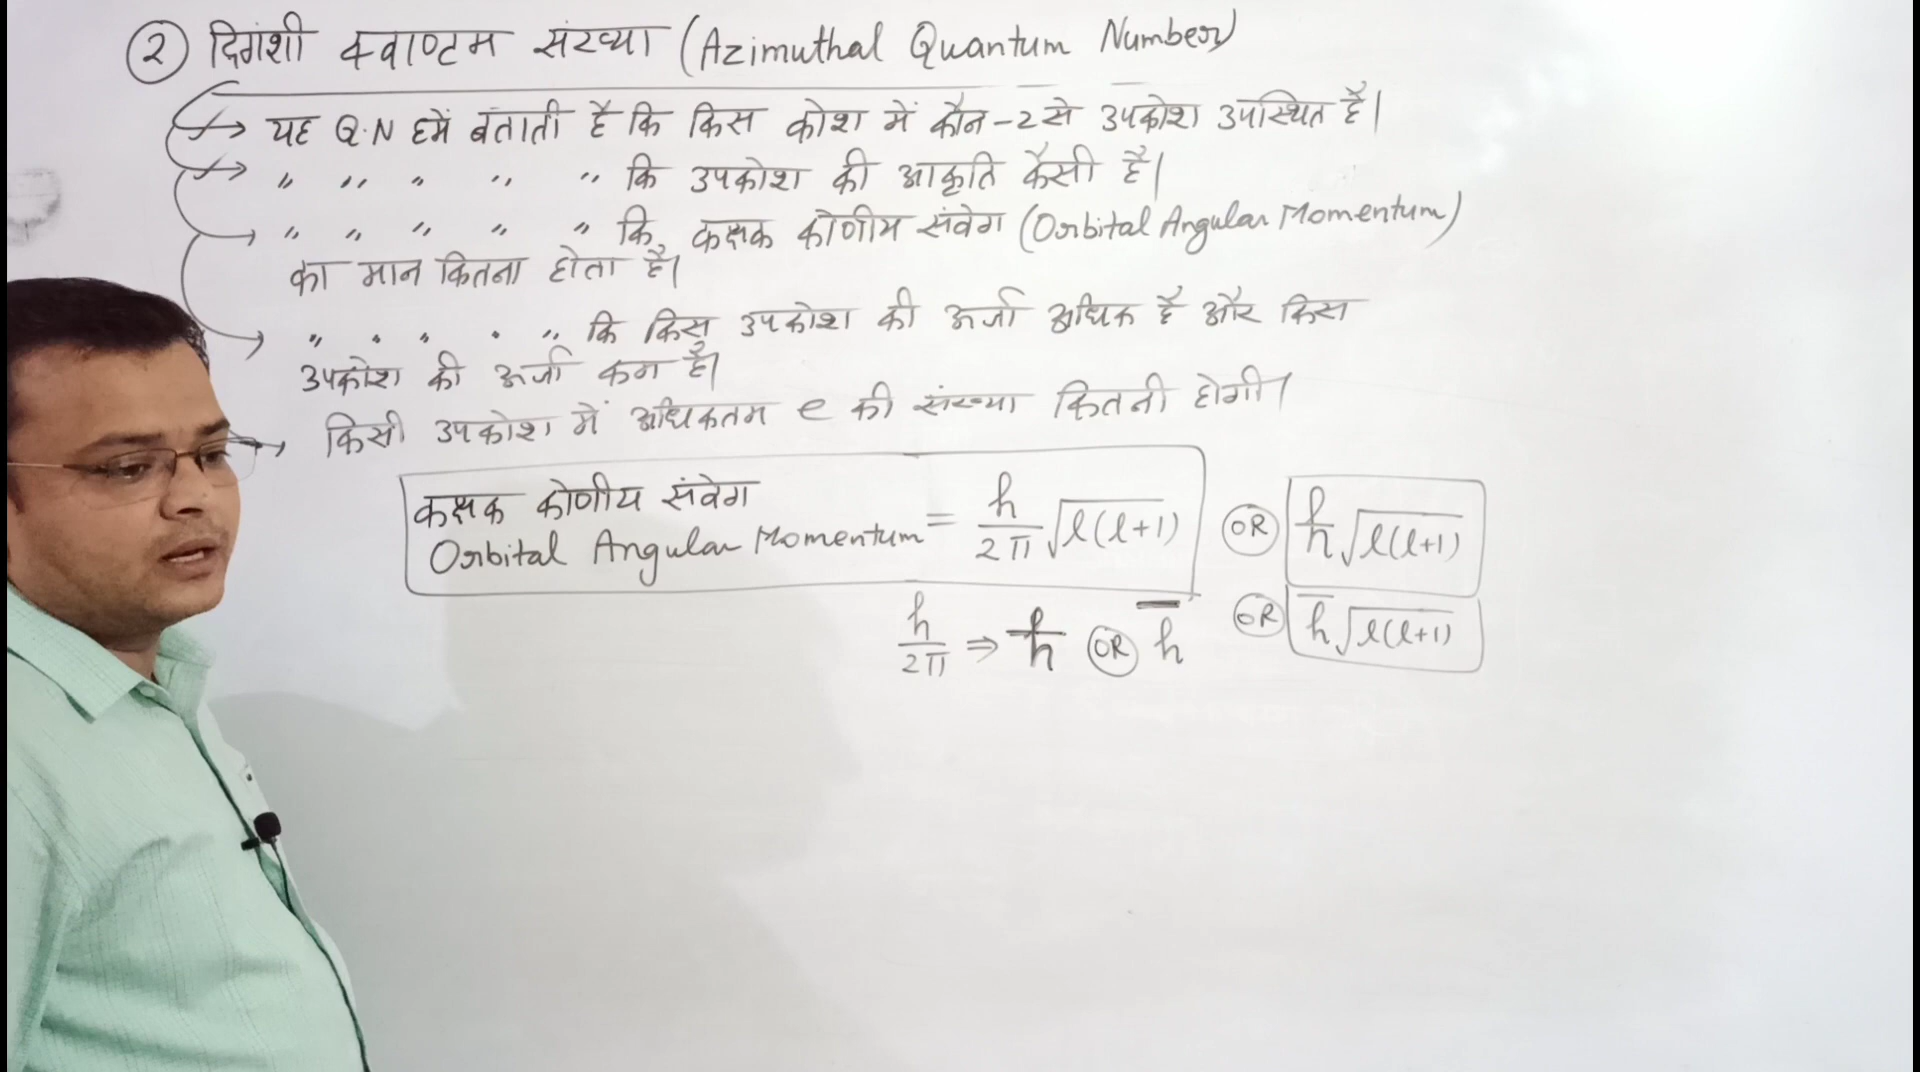 ② दिगंशी क्वाण्टम संख्या (Azimuthal Quantum Number)
→ यह Q.N हमें बताती है कि किस कोश में कौन-2 से उपकोश उपस्थित है।
→ " " " " " कि उपकोश की आकृति कैसी है।
→ " " " " " कि कक्षक कोणीय संवेग (Orbital Angular Momentum)
का मान कितना होता है।
→ " " " " " कि किस उपकोश की ऊर्जा अधिक है और किस
उपकोश की ऊर्जा कम है।
→ किसी उपकोश में अधिकतम e की संख्या कितनी होगी।
कक्षक कोणीय संवेग
Orbital Angular Momentum = h/2π √l(l+1) OR ħ√l(l+1)
h/2π ⇒ ħ OR h̅ OR h̅√l(l+1)